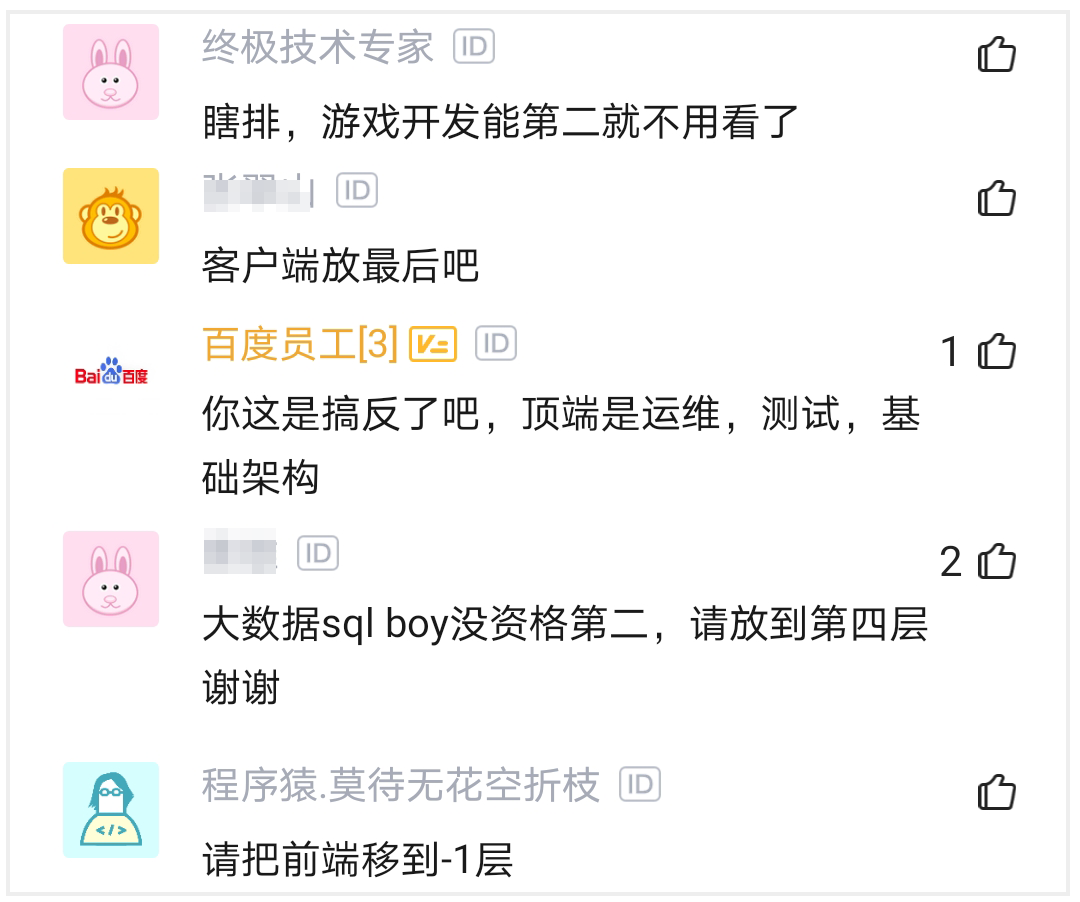 终极技术专家 ID
瞎排，游戏开发能第二就不用看了
ID
客户端放最后吧
Bai du 百度
百度员工[3] V ID
1
你这是搞反了吧，顶端是运维，测试，基
础架构
ID
2
大数据sql boy没资格第二，请放到第四层
谢谢
程序猿.莫待无花空折枝 ID
</>
请把前端移到-1层